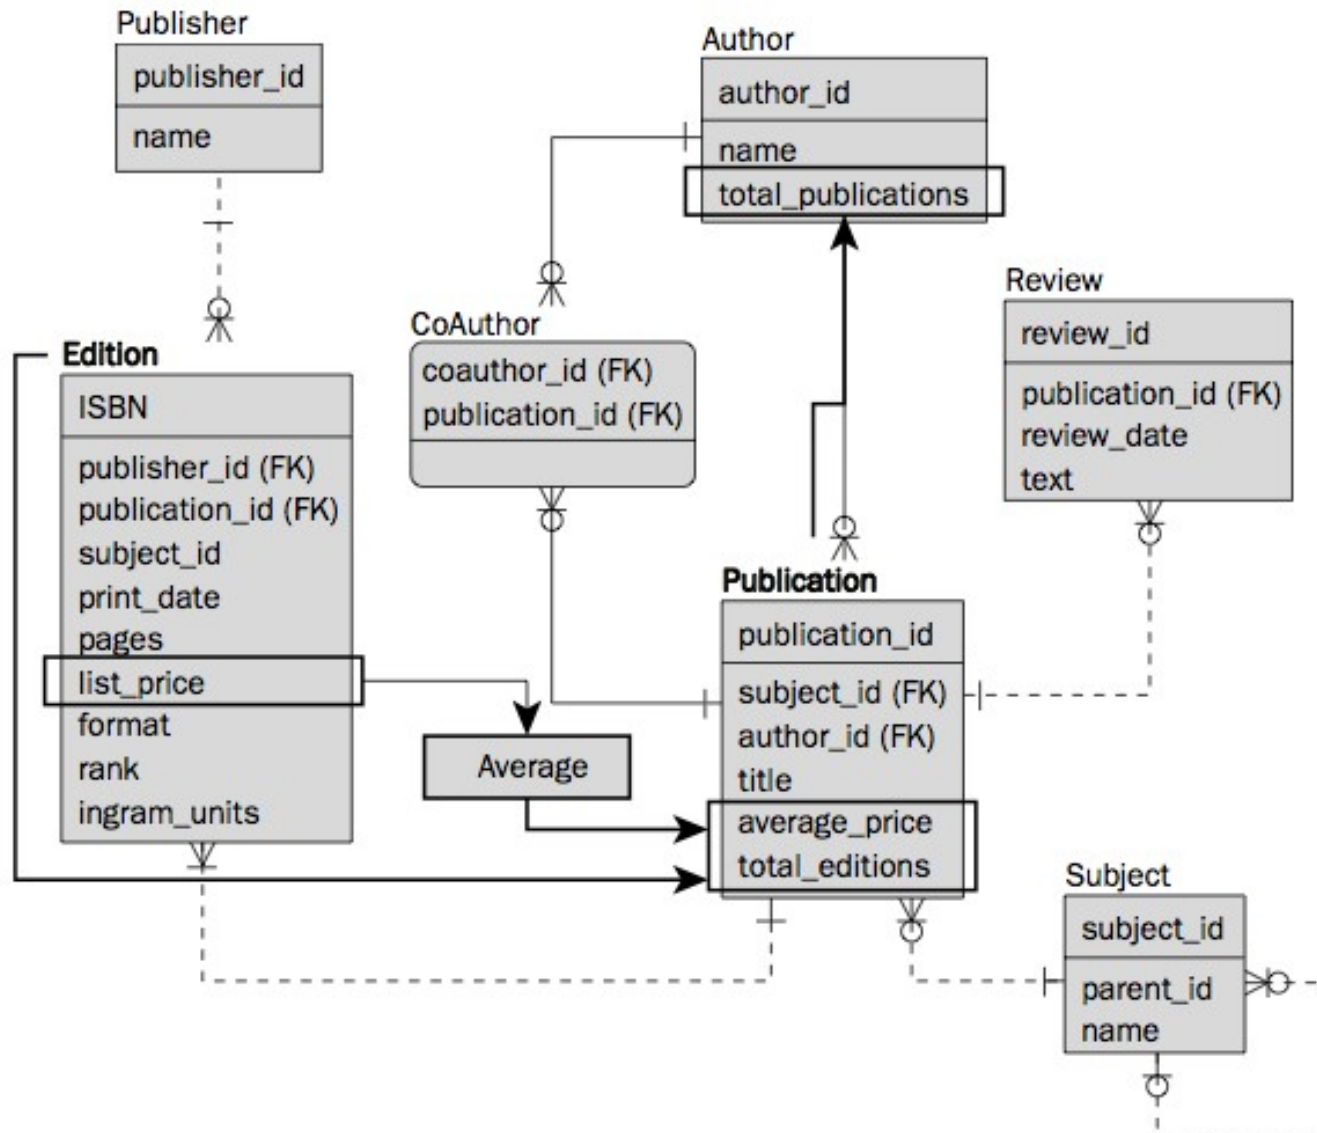 Publisher
publisher_id
name
Author
author_id
name
total_publications
Review
review_id
publication_id (FK)
review_date
text
CoAuthor
coauthor_id (FK)
publication_id (FK)
Edition
ISBN
publisher_id (FK)
publication_id (FK)
subject_id
print_date
pages
list_price
format
rank
ingram_units
Average
Publication
publication_id
subject_id (FK)
author_id (FK)
title
average_price
total_editions
Subject
subject_id
parent_id
name